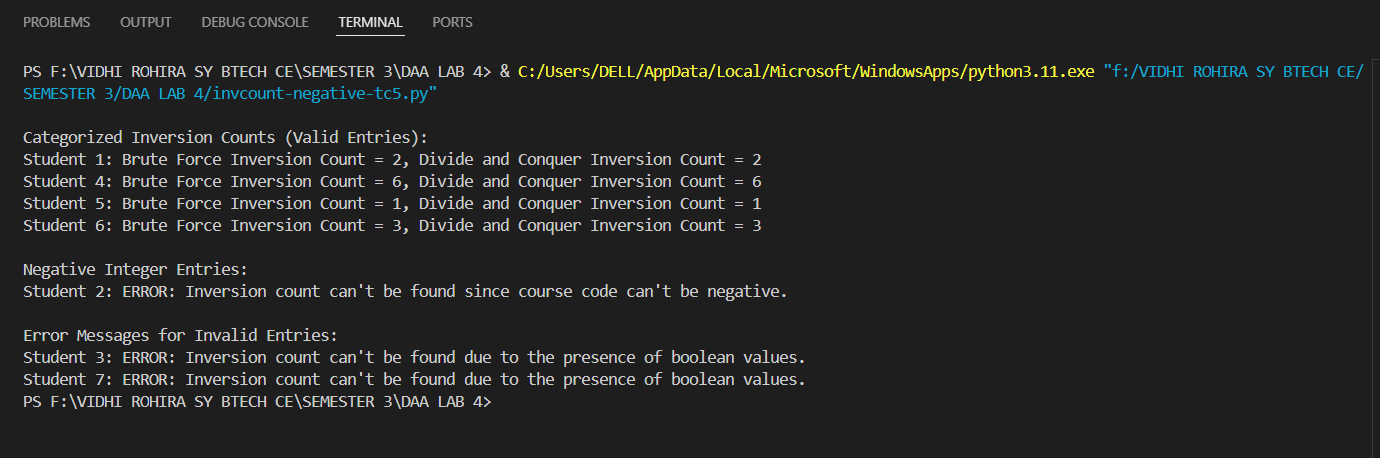 PROBLEMS OUTPUT DEBUG CONSOLE TERMINAL PORTS
PS F:\VIDHI ROHIRA SY BTECH CE\SEMESTER 3\DAA LAB 4> & C:/Users/DELL/AppData/Local/Microsoft/WindowsApps/python3.11.exe "f:/VIDHI ROHIRA SY BTECH CE/
SEMESTER 3/DAA LAB 4/invcount-negative-tc5.py"
Categorized Inversion Counts (Valid Entries):
Student 1: Brute Force Inversion Count = 2, Divide and Conquer Inversion Count = 2
Student 4: Brute Force Inversion Count = 6, Divide and Conquer Inversion Count = 6
Student 5: Brute Force Inversion Count = 1, Divide and Conquer Inversion Count = 1
Student 6: Brute Force Inversion Count = 3, Divide and Conquer Inversion Count = 3
Negative Integer Entries:
Student 2: ERROR: Inversion count can't be found since course code can't be negative.
Error Messages for Invalid Entries:
Student 3: ERROR: Inversion count can't be found due to the presence of boolean values.
Student 7: ERROR: Inversion count can't be found due to the presence of boolean values.
PS F:\VIDHI ROHIRA SY BTECH CE\SEMESTER 3\DAA LAB 4>